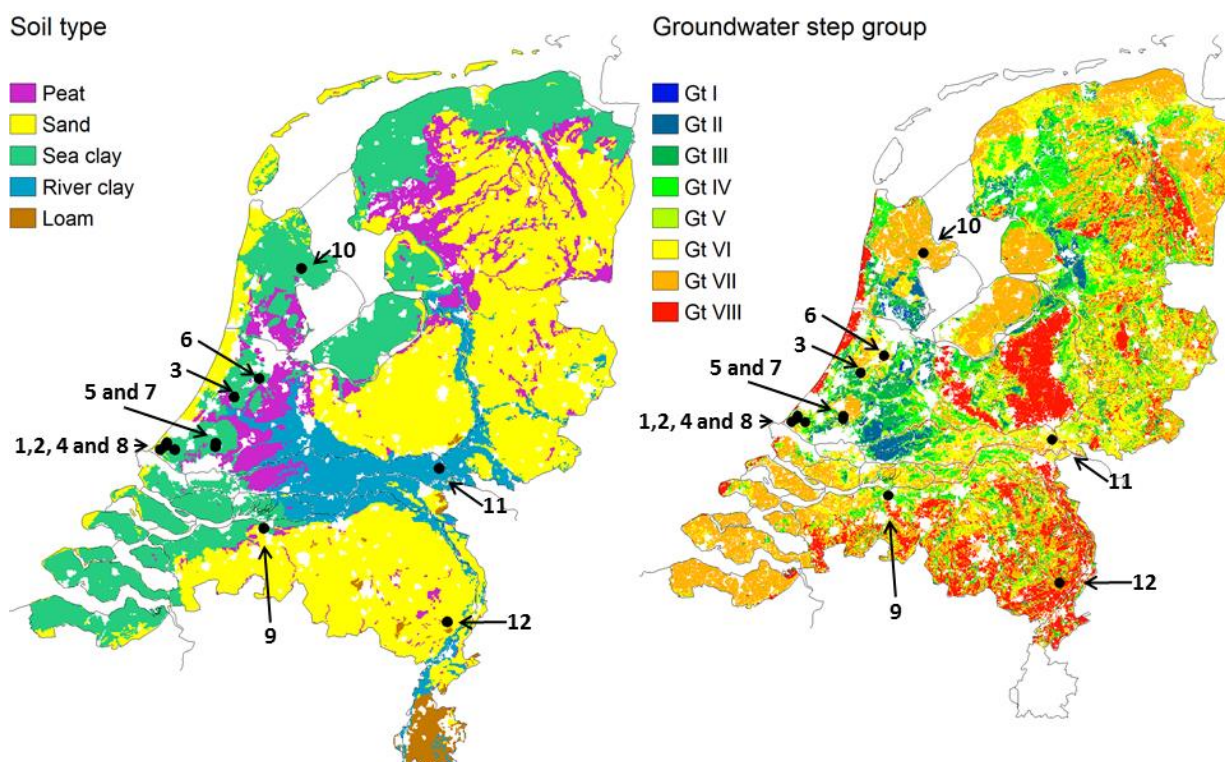 Soil type
Peat
Sand
Sea clay
River clay
Loam
10
6
3
5 and 7
1,2, 4 and 8
11
9
12
Groundwater step group
Gt I
Gt II
Gt III
Gt IV
Gt V
Gt VI
Gt VII
Gt VIII
10
6
3
5 and 7
1,2, 4 and 8
11
9
12